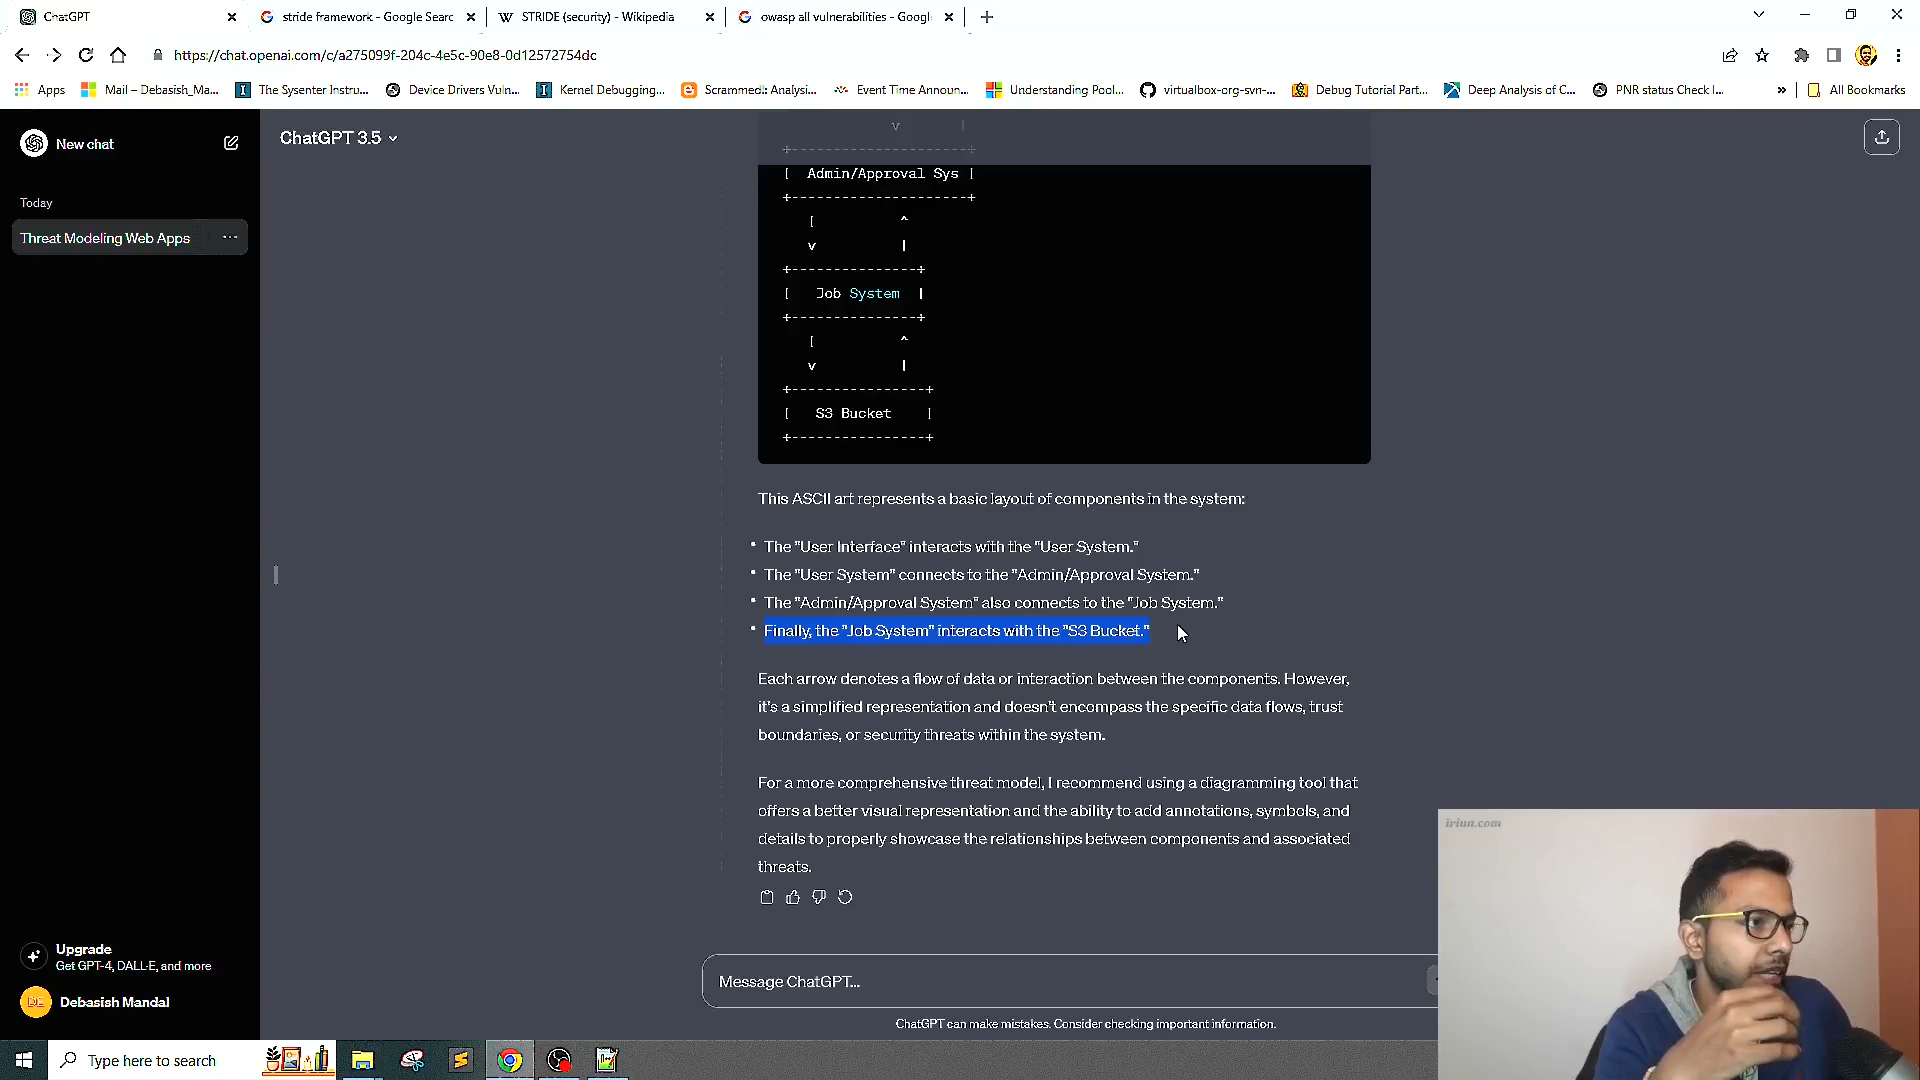 ChatGPT
stride framework - Google Searc
STRIDE (security) - Wikipedia
owasp all vulnerabilities - Googl
https://chat.openai.com/c/a275099f-204c-4e5c-90e8-0d12572754dc
Apps
Mail – Debasish_Ma...
The Sysenter Instru...
Device Drivers Vuln...
Kernel Debugging,...
Scrammed: Analysi...
Event Time Announ...
Understanding Pool...
virtualbox-org-svn-...
Debug Tutorial Part...
Deep Analysis of C...
PNR status Check I...
»
All Bookmarks
New chat
Today
Threat Modeling Web Apps
Upgrade
Get GPT-4, DALL·E, and more
DE
Debasish Mandal
ChatGPT 3.5
v |
+---------------------+
[ Admin/Approval Sys |
+---------------------+
[ ^
v |
+---------------+
[ Job System |
+---------------+
[ ^
v |
+----------------+
[ S3 Bucket |
+----------------+
This ASCII art represents a basic layout of components in the system:
• The "User Interface" interacts with the "User System."
• The "User System" connects to the "Admin/Approval System."
• The "Admin/Approval System" also connects to the "Job System."
• Finally, the "Job System" interacts with the "S3 Bucket."
Each arrow denotes a flow of data or interaction between the components. However,
it's a simplified representation and doesn't encompass the specific data flows, trust
boundaries, or security threats within the system.
For a more comprehensive threat model, I recommend using a diagramming tool that
offers a better visual representation and the ability to add annotations, symbols, and
details to properly showcase the relationships between components and associated
threats.
Message ChatGPT...
ChatGPT can make mistakes. Consider checking important information.
iriun.com
Type here to search